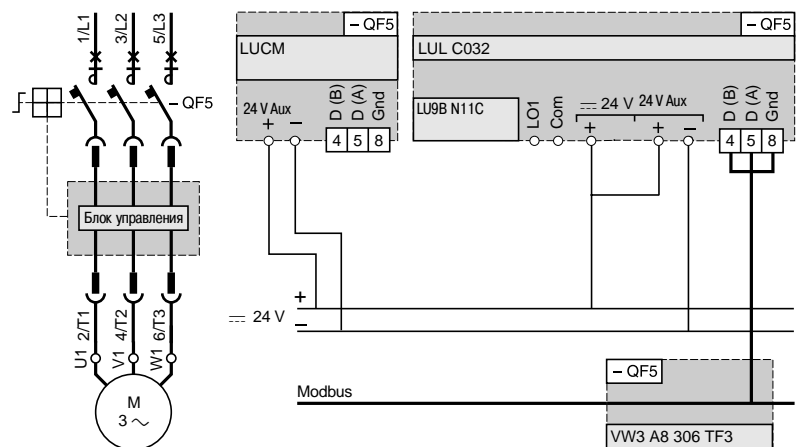 1/L1
3/L2
5/L3
– QF5
Блок управления
2/T1
4/T2
6/T3
U1
V1
W1
M
3 ~
– QF5
LUCM
24 V Aux
+ –
D (B)
D (A)
Gnd
4 5 8
– QF5
LUL C032
LU9B N11C
LO1
Com
⎓ 24 V
24 V Aux
+ + –
D (B)
D (A)
Gnd
4 5 8
+
⎓ 24 V
–
Modbus
– QF5
VW3 A8 306 TF3